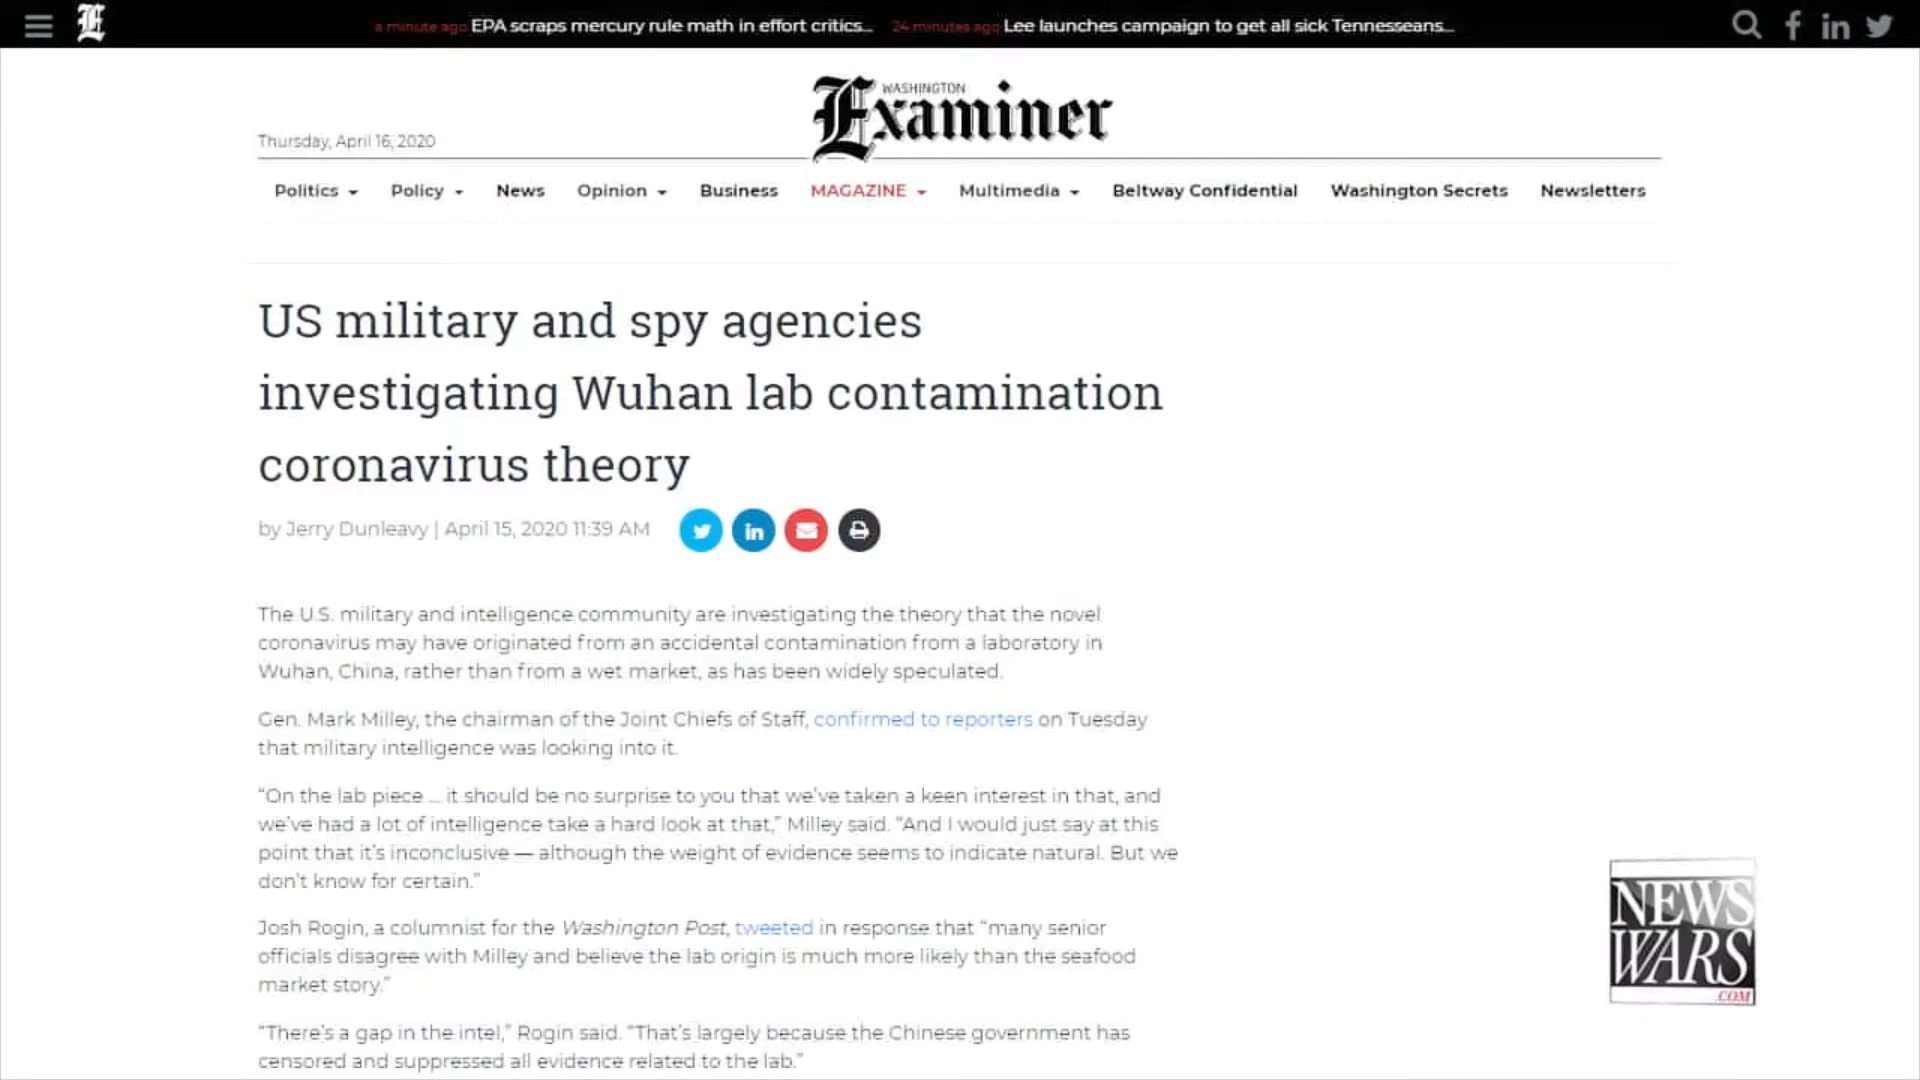 a minute ago EPA scraps mercury rule math in effort critics... 24 minutes ago Lee launches campaign to get all sick Tennesseans...
WASHINGTON
Examiner
Thursday, April 16, 2020
Politics Policy News Opinion Business MAGAZINE Multimedia Beltway Confidential Washington Secrets Newsletters
US military and spy agencies
investigating Wuhan lab contamination
coronavirus theory
by Jerry Dunleavy | April 15, 2020 11:39 AM
The U.S. military and intelligence community are investigating the theory that the novel
coronavirus may have originated from an accidental contamination from a laboratory in
Wuhan, China, rather than from a wet market, as has been widely speculated.
Gen. Mark Milley, the chairman of the Joint Chiefs of Staff, confirmed to reporters on Tuesday
that military intelligence was looking into it.
“On the lab piece ... it should be no surprise to you that we’ve taken a keen interest in that, and
we’ve had a lot of intelligence take a hard look at that,” Milley said. “And I would just say at this
point that it’s inconclusive — although the weight of evidence seems to indicate natural. But we
don’t know for certain.”
Josh Rogin, a columnist for the Washington Post, tweeted in response that “many senior
officials disagree with Milley and believe the lab origin is much more likely than the seafood
market story.”
“There’s a gap in the intel,” Rogin said. “That’s largely because the Chinese government has
censored and suppressed all evidence related to the lab.”
NEWS
WARS
.COM